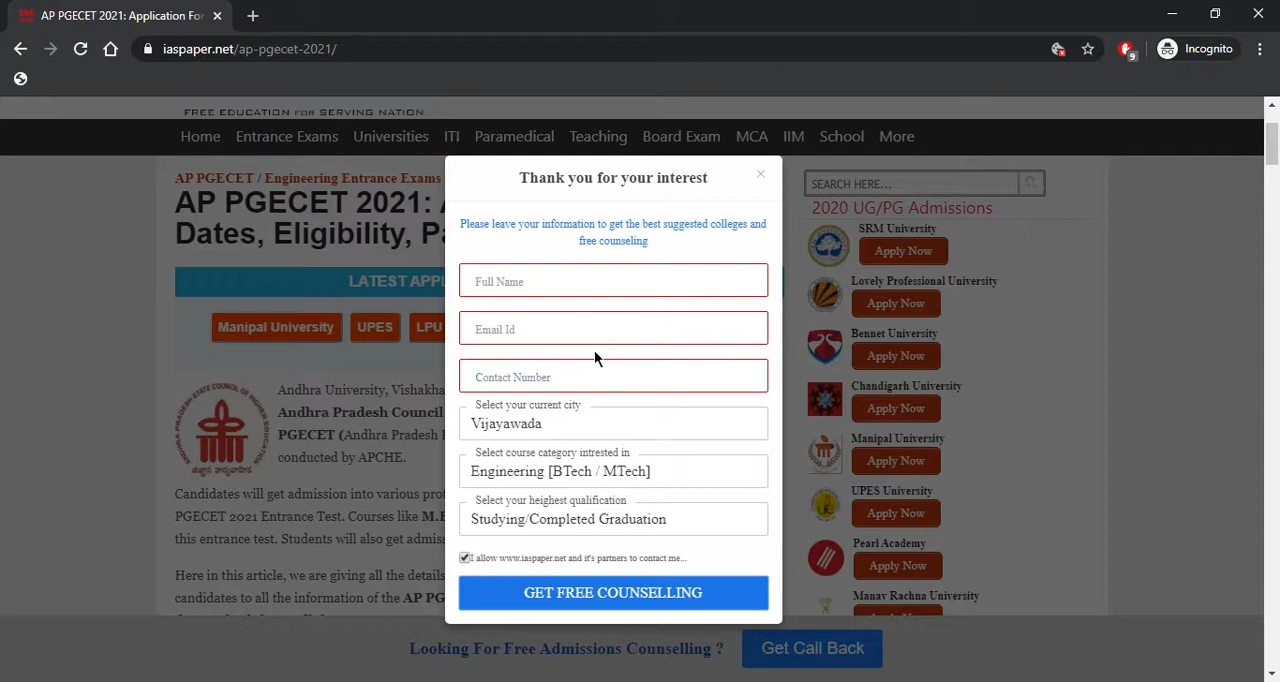 AP PGECET 2021: Application For
iaspaper.net/ap-pgecet-2021/
9
Incognito
FREE EDUCATION FOR SERVING NATION
Home Entrance Exams Universities ITI Paramedical Teaching Board Exam MCA IIM School More
AP PGECET / Engineering Entrance Exams
AP PGECET 2021:
Dates, Eligibility,
LATEST
Manipal University UPES LPU
Andhra University,
Andhra Pradesh Council
PGECET (Andhra Pradesh
conducted by APCHE.
Candidates will get admission into various
PGECET 2021 Entrance Test. Courses like
this entrance test. Students will also get
Here in this article, we are giving all the details
candidates to all the information of the AP
Thank you for your interest
×
Please leave your information to get the best suggested colleges and
free counseling
Full Name
Email Id
Contact Number
Select your current city
Vijayawada
Select course category intrested in
Engineering [BTech / MTech]
Select your heighest qualification
Studying/Completed Graduation
I allow www.iaspaper.net and it's partners to contact me...
GET FREE COUNSELLING
SEARCH HERE...
2020 UG/PG Admissions
SRM University
Apply Now
Lovely Professional University
Apply Now
Bennet University
Apply Now
Chandigarh University
Apply Now
Manipal University
Apply Now
UPES University
Apply Now
Pearl Academy
Apply Now
Manav Rachna University
Looking For Free Admissions Counselling ?
Get Call Back